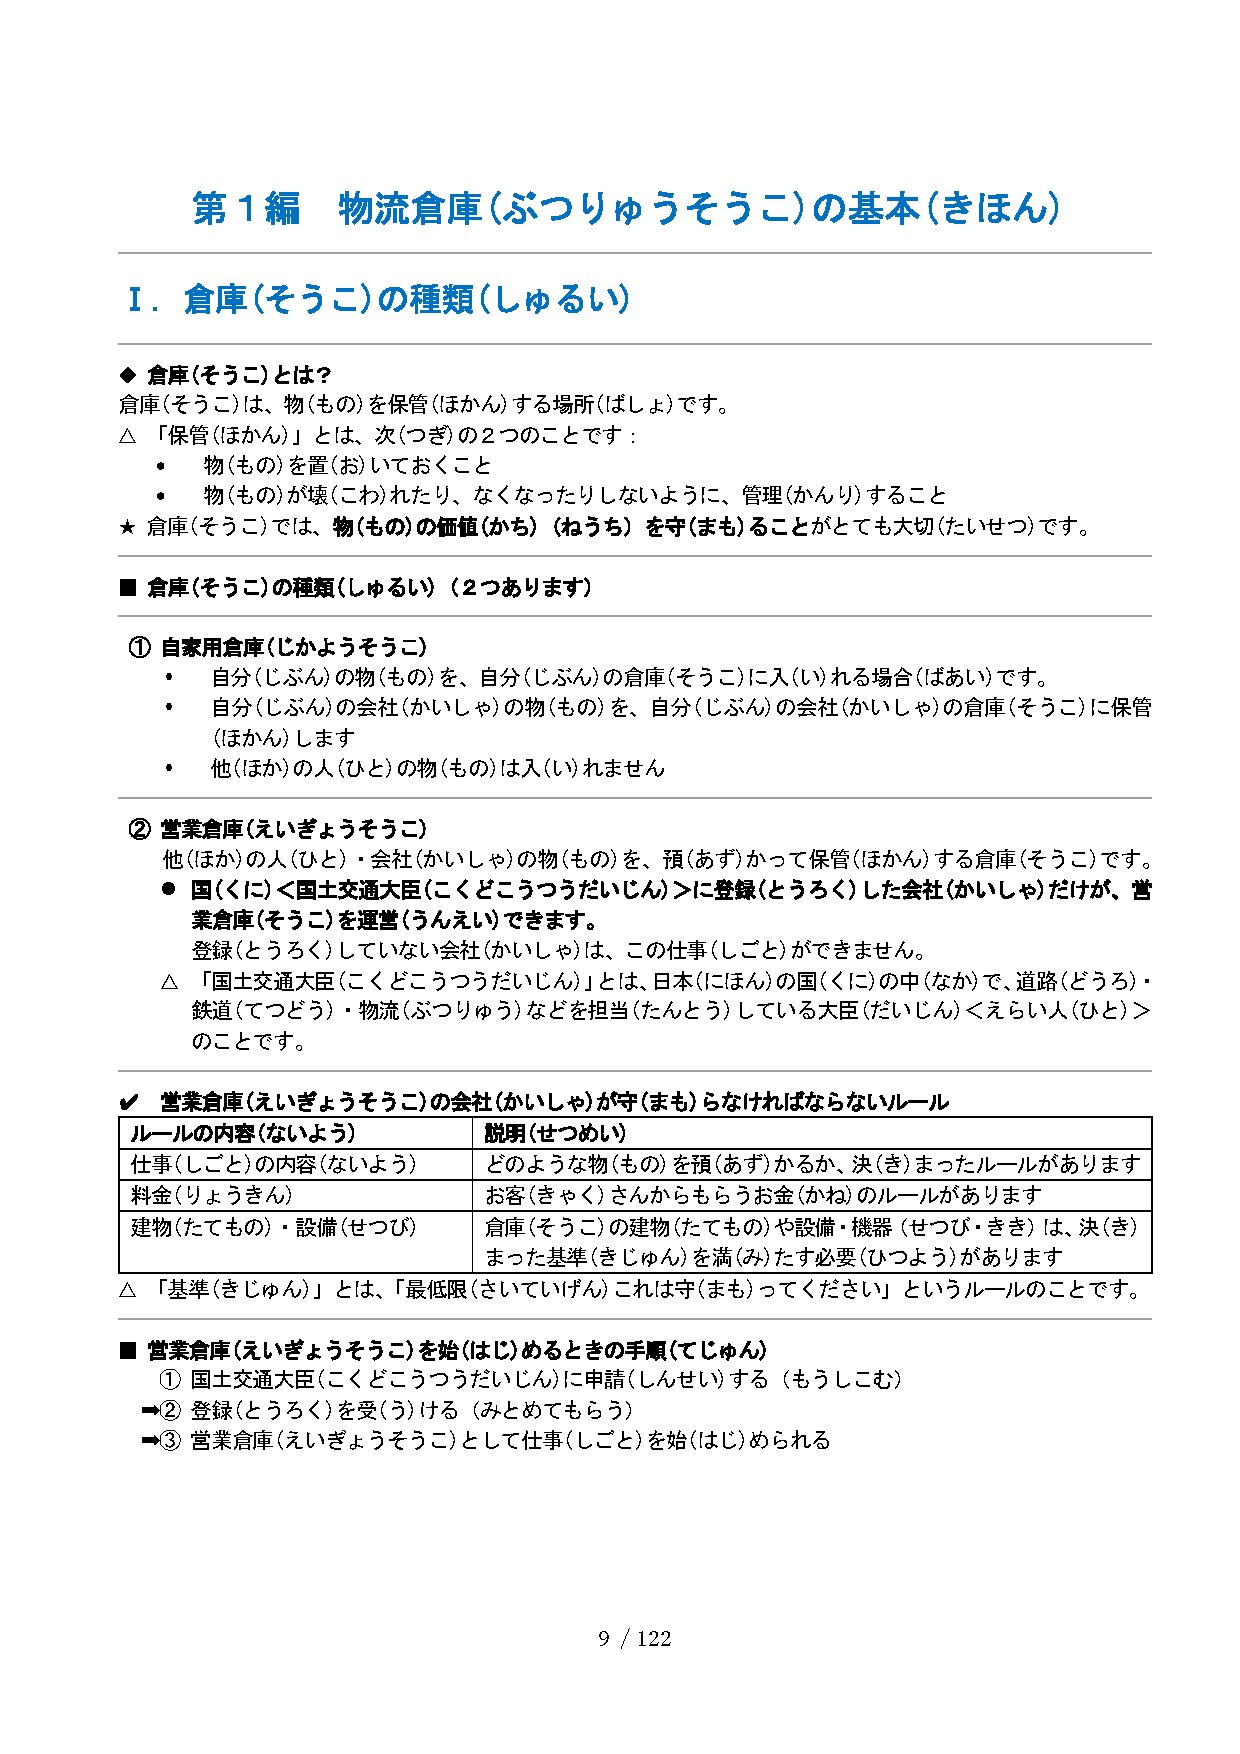 第１編　物流倉庫(ぶつりゅうそうこ)の基本(きほん)
Ⅰ．倉庫(そうこ)の種類(しゅるい)
◆ 倉庫(そうこ)とは？
倉庫(そうこ)は、物(もの)を保管(ほかん)する場所(ばしょ)です。
△ 「保管(ほかん)」とは、次(つぎ)の２つのことです：
● 物(もの)を置(お)いておくこと
● 物(もの)が壊(こわ)れたり、なくなったりしないように、管理(かんり)すること
★ 倉庫(そうこ)では、物(もの)の価値(かち)（ねうち）を守(まも)ることがとても大切(たいせつ)です。
■ 倉庫(そうこ)の種類(しゅるい)（２つあります）
① 自家用倉庫(じかようそうこ)
• 自分(じぶん)の物(もの)を、自分(じぶん)の倉庫(そうこ)に入(い)れる場合(ばあい)です。
• 自分(じぶん)の会社(かいしゃ)の物(もの)を、自分(じぶん)の会社(かいしゃ)の倉庫(そうこ)に保管
(ほかん)します
• 他(ほか)の人(ひと)の物(もの)は入(い)れません
② 営業倉庫(えいぎょうそうこ)
他(ほか)の人(ひと)・会社(かいしゃ)の物(もの)を、預(あず)かって保管(ほかん)する倉庫(そうこ)です。
● 国(くに)＜国土交通大臣(こくどこうつうだいじん)＞に登録(とうろく)した会社(かいしゃ)だけが、営
業倉庫(そうこ)を運営(うんえい)できます。
登録(とうろく)していない会社(かいしゃ)は、この仕事(しごと)ができません。
△ 「国土交通大臣(こくどこうつうだいじん)」とは、日本(にほん)の国(くに)の中(なか)で、道路(どうろ)・
鉄道(てつどう)・物流(ぶつりゅう)などを担当(たんとう)している大臣(だいじん)＜えらい人(ひと)＞
のことです。
✔ 営業倉庫(えいぎょうそうこ)の会社(かいしゃ)が守(まも)らなければならないルール
ルールの内容(ないよう) 説明(せつめい)
仕事(しごと)の内容(ないよう) どのような物(もの)を預(あず)かるか、決(き)まったルールがあります
料金(りょうきん) お客(きゃく)さんからもらうお金(かね)のルールがあります
建物(たてもの)・設備(せつび) 倉庫(そうこ)の建物(たてもの)や設備・機器（せつび・きき）は、決(き)
まった基準(きじゅん)を満(み)たす必要(ひつよう)があります
△ 「基準(きじゅん)」とは、「最低限(さいていげん)これは守(まも)ってください」というルールのことです。
■ 営業倉庫(えいぎょうそうこ)を始(はじ)めるときの手順(てじゅん)
① 国土交通大臣(こくどこうつうだいじん)に申請(しんせい)する（もうしこむ）
➡② 登録(とうろく)を受(う)ける（みとめてもらう）
➡③ 営業倉庫(えいぎょうそうこ)として仕事(しごと)を始(はじ)められる
9 / 122